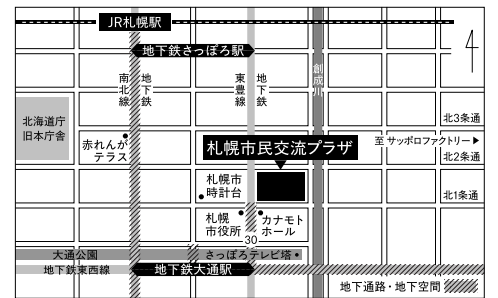 JR札幌駅
地下鉄さっぽろ駅
地下鉄
南北線
地下鉄
東豊線
創成川
北海道庁
旧本庁舎
赤れんが
テラス
北3条通
至 サッポロファクトリー▶
札幌市民交流プラザ
北2条通
札幌市
時計台
北1条通
札幌
市役所
カナモト
ホール
30
大通公園
さっぽろテレビ塔
地下鉄東西線
地下鉄大通駅
地下通路・地下空間